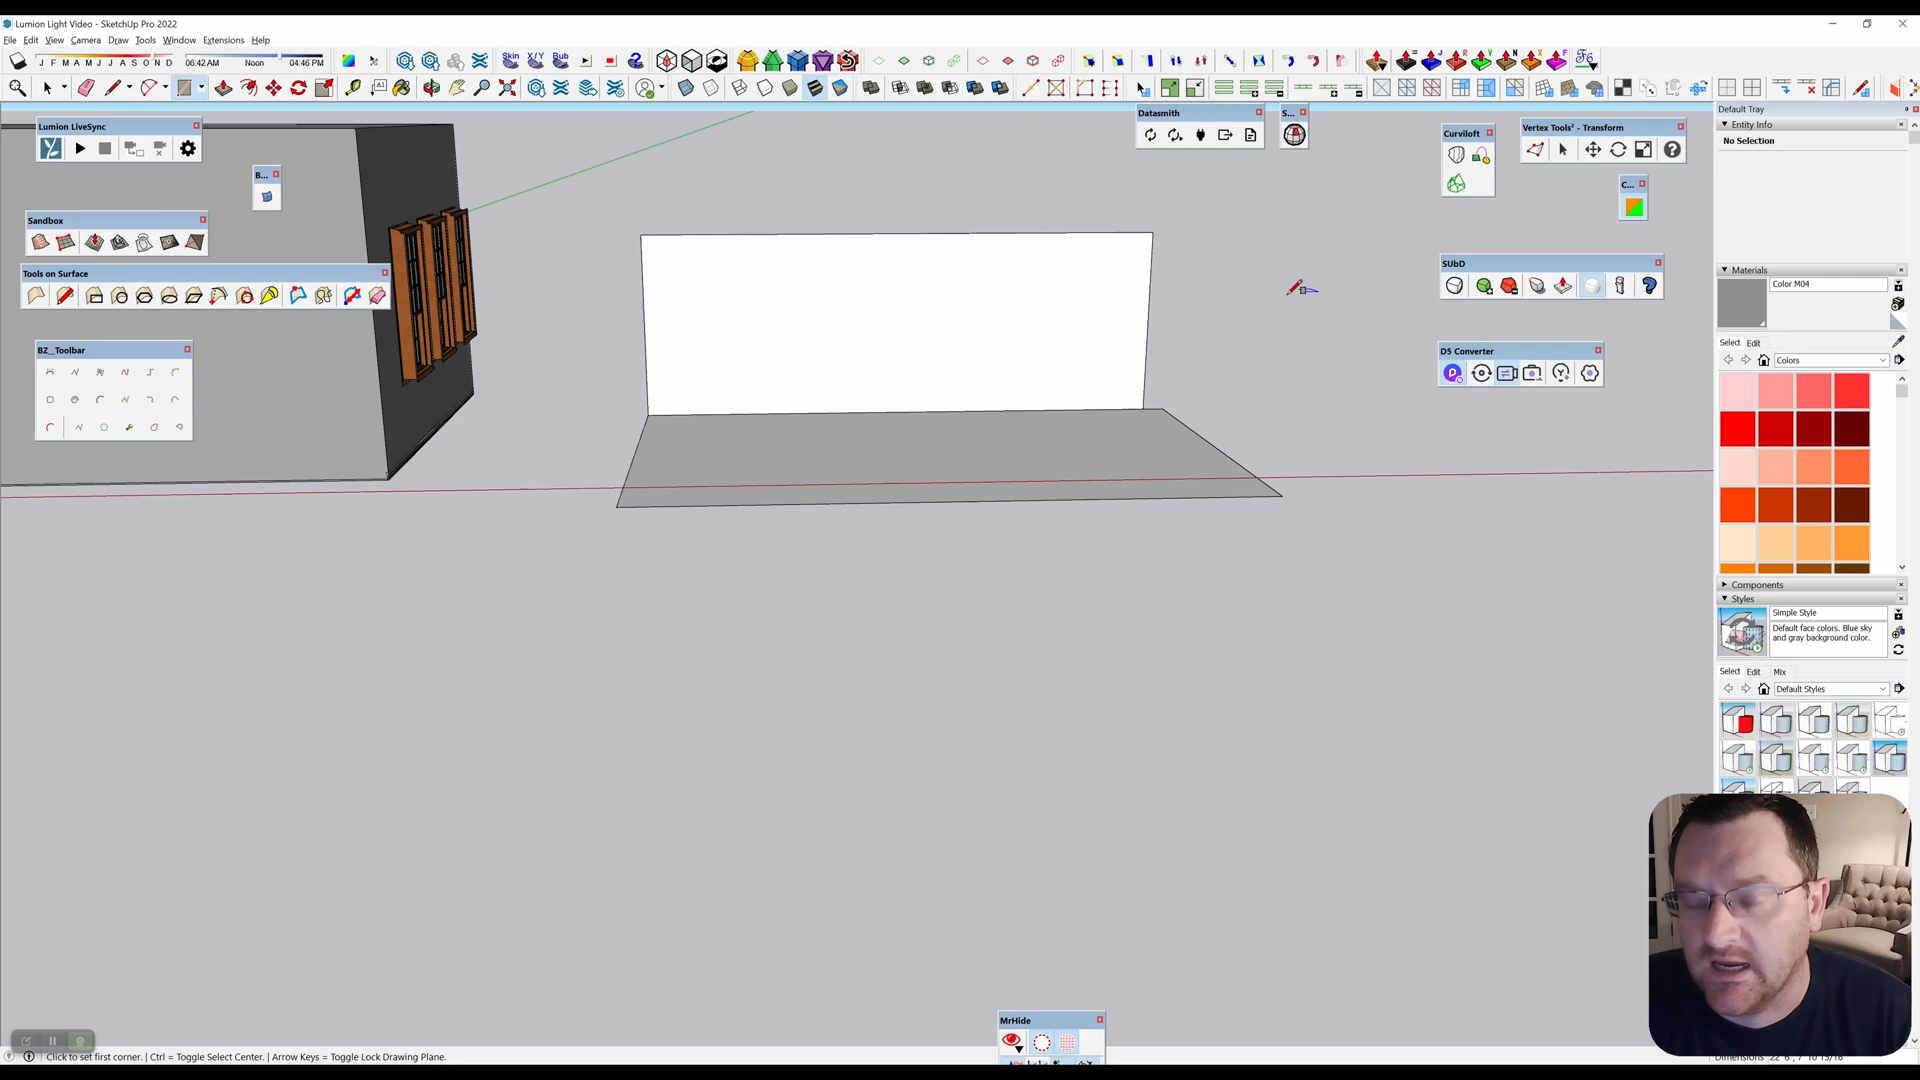 Lumion Light Video - SketchUp Pro 2022
File Edit View Camera Draw Tools Window Extensions Help
J F M A M J J A S O N D 06:42 AM Noon 04:46 PM
Skin X/Y Bub
Lumion LiveSync
B...
Sandbox
Tools on Surface
BZ_Toolbar
Datasmith
S...
Curviloft
Vertex Tools² - Transform
C...
SUbD
D5 Converter
MrHide
Default Tray
Entity Info
No Selection
Materials
Color M04
Select Edit
Colors
Components
Styles
Simple Style
Default face colors. Blue sky
and gray background color.
Select Edit Mix
Default Styles
Click to set first corner. | Ctrl = Toggle Select Center. | Arrow Keys = Toggle Lock Drawing Plane.